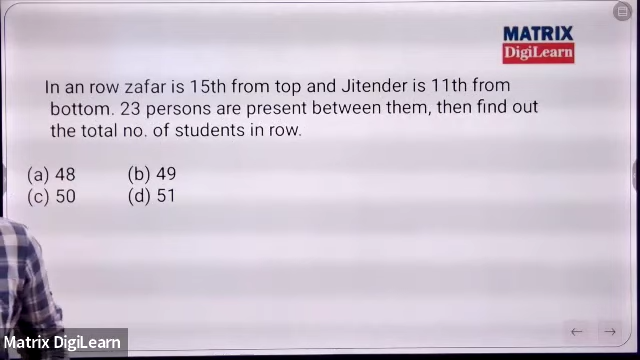 MATRIX
DigiLearn
In an row zafar is 15th from top and Jitender is 11th from
bottom. 23 persons are present between them, then find out
the total no. of students in row.
(a) 48 (b) 49
(c) 50 (d) 51
Matrix DigiLearn